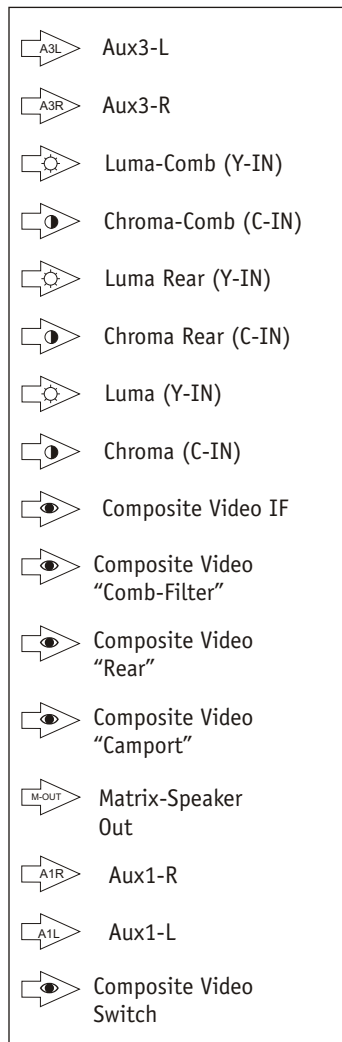 A3L Aux3-L
A3R Aux3-R
Luma-Comb (Y-IN)
Chroma-Comb (C-IN)
Luma Rear (Y-IN)
Chroma Rear (C-IN)
Luma (Y-IN)
Chroma (C-IN)
Composite Video IF
Composite Video
“Comb-Filter”
Composite Video
“Rear”
Composite Video
“Camport”
M-OUT Matrix-Speaker
Out
A1R Aux1-R
A1L Aux1-L
Composite Video
Switch